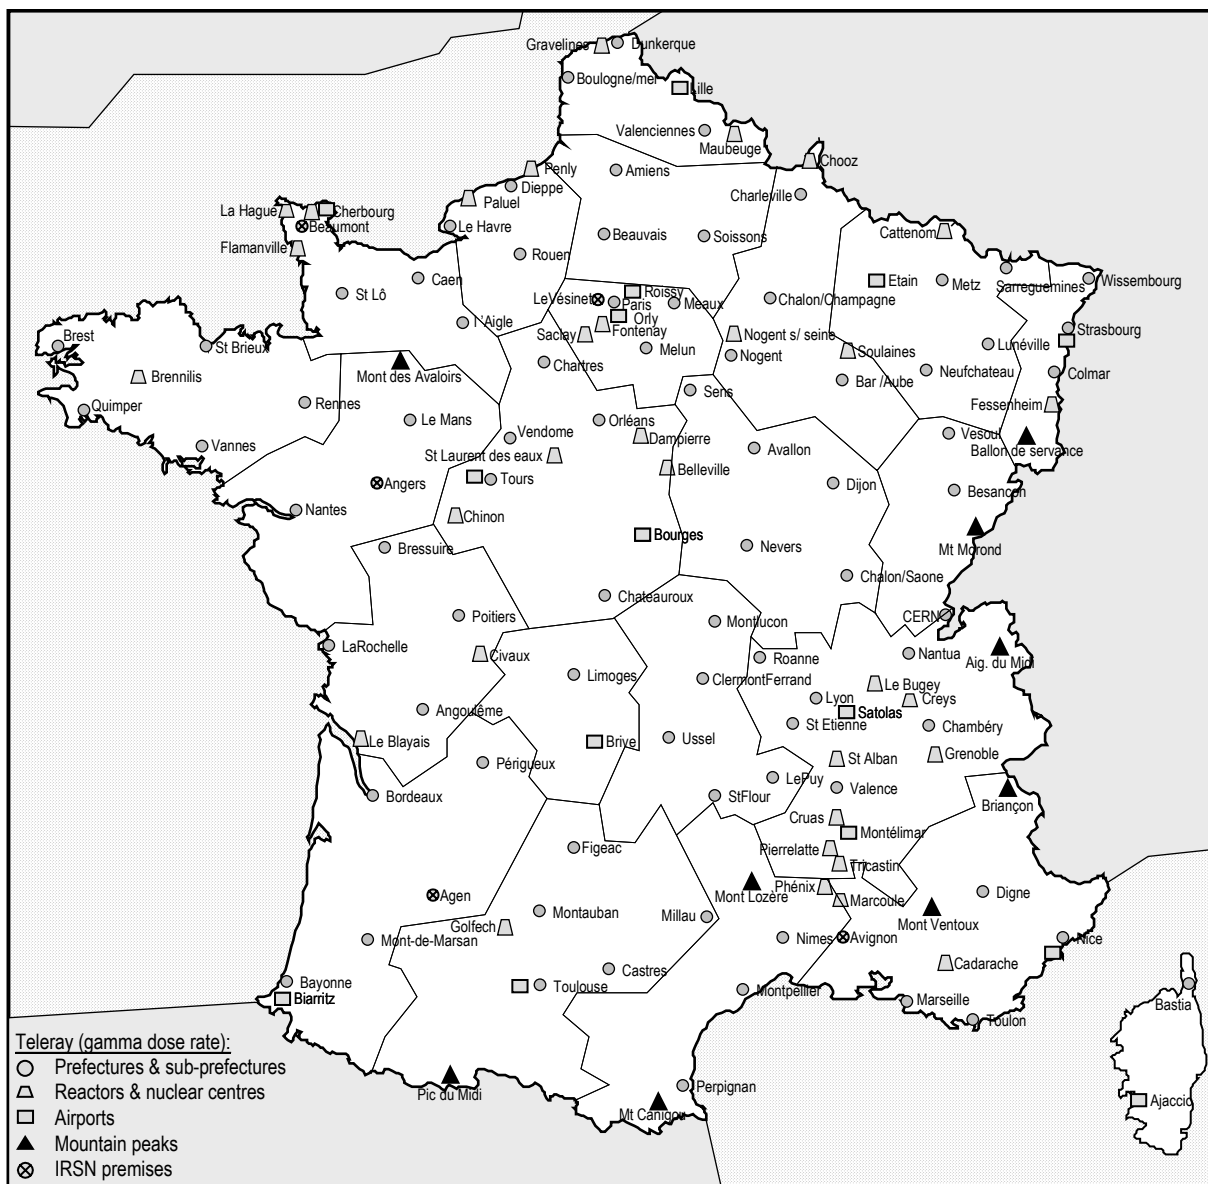 Gravelines
Dunkerque
Boulogne/mer
Lille
Valenciennes
Maubeuge
Chooz
Penly
Amiens
Dieppe
Charleville
Paluel
La Hague
Cherbourg
Beaumont
Le Havre
Flamanville
Beauvais
Soissons
Cattenom
Rouen
Caen
Etain
Metz
Sarreguemines
Wissembourg
St Lô
LeVésinet
Roissy
Paris
Meaux
Chalon/Champagne
Orly
L'Aigle
Fontenay
Saclay
Nogent s/ seine
Strasbourg
Brest
St Brieux
Melun
Nogent
Soulaines
Lunéville
Mont des Avaloirs
Chartres
Brennilis
Bar /Aube
Neufchateau
Colmar
Sens
Rennes
Fessenheim
Quimper
Le Mans
Orléans
Vannes
Vendome
Dampierre
Avallon
Vesoul
Ballon de servance
St Laurent des eaux
Belleville
Angers
Tours
Dijon
Besancon
Nantes
Chinon
Bourges
Mt Morond
Bressuire
Nevers
Chalon/Saone
Chateauroux
Poitiers
Montlucon
CERN
LaRochelle
Civaux
Roanne
Nantua
Aig. du Midi
Limoges
ClermontFerrand
Le Bugey
Lyon
Creys
Angoulème
Satolas
St Etienne
Chambéry
Le Blayais
Brive
Ussel
St Alban
Grenoble
Périgueux
LePuy
Valence
Briançon
Bordeaux
StFlour
Cruas
Montélimar
Figeac
Pierrelatte
Tricastin
Phénix
Mont Lozère
Marcoule
Digne
Agen
Montauban
Millau
Mont Ventoux
Golfech
Mont-de-Marsan
Nimes
Avignon
Nice
Castres
Cadarache
Bayonne
Toulouse
Montpellier
Biarritz
Marseille
Bastia
Toulon
Perpignan
Pic du Midi
Mt Canigou
Ajaccio
Teleray (gamma dose rate):
Prefectures & sub-prefectures
Reactors & nuclear centres
Airports
Mountain peaks
IRSN premises